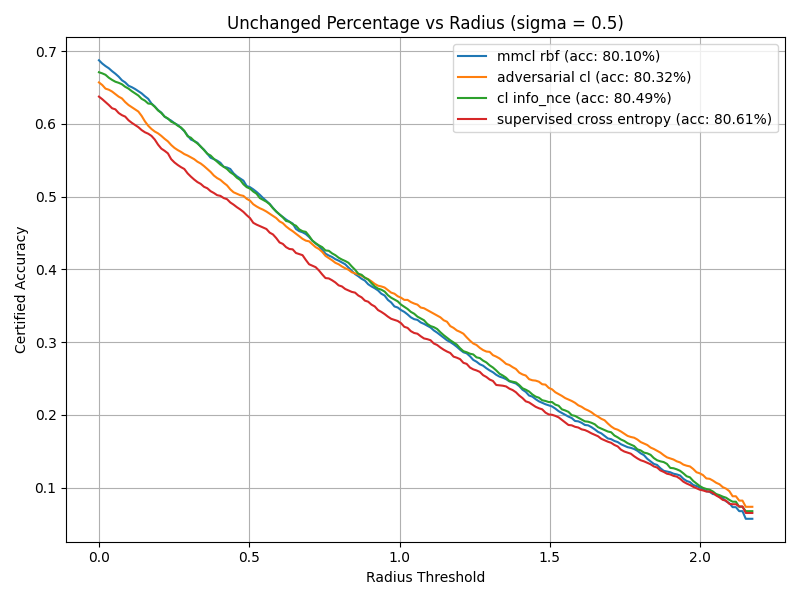 Unchanged Percentage vs Radius (sigma = 0.5)
mmcl rbf (acc: 80.10%)
adversarial cl (acc: 80.32%)
cl info_nce (acc: 80.49%)
supervised cross entropy (acc: 80.61%)
Certified Accuracy
0.7
0.6
0.5
0.4
0.3
0.2
0.1
0.0
0.5
1.0
1.5
2.0
Radius Threshold